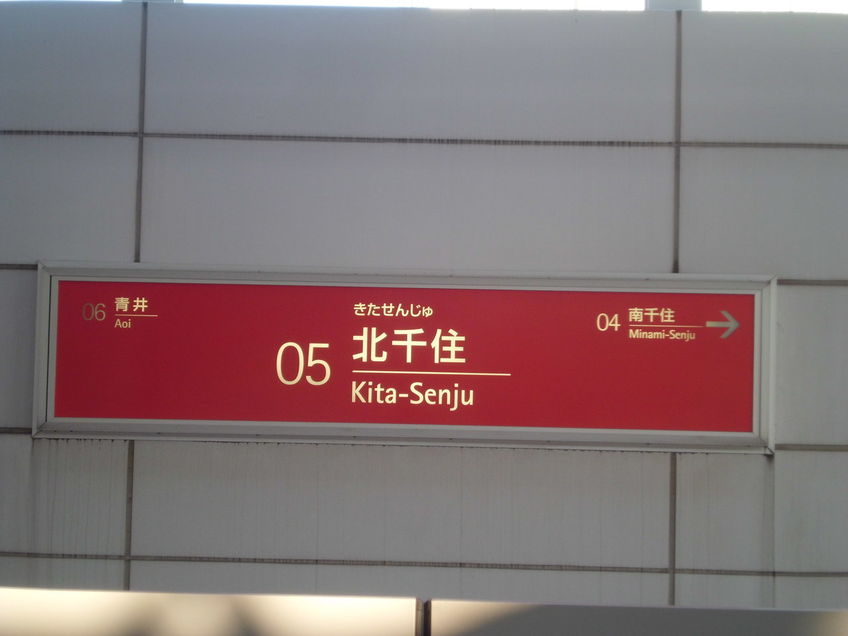 06 青井
Aoi
きたせんじゅ
05 北千住
Kita-Senju
04 南千住
Minami-Senju